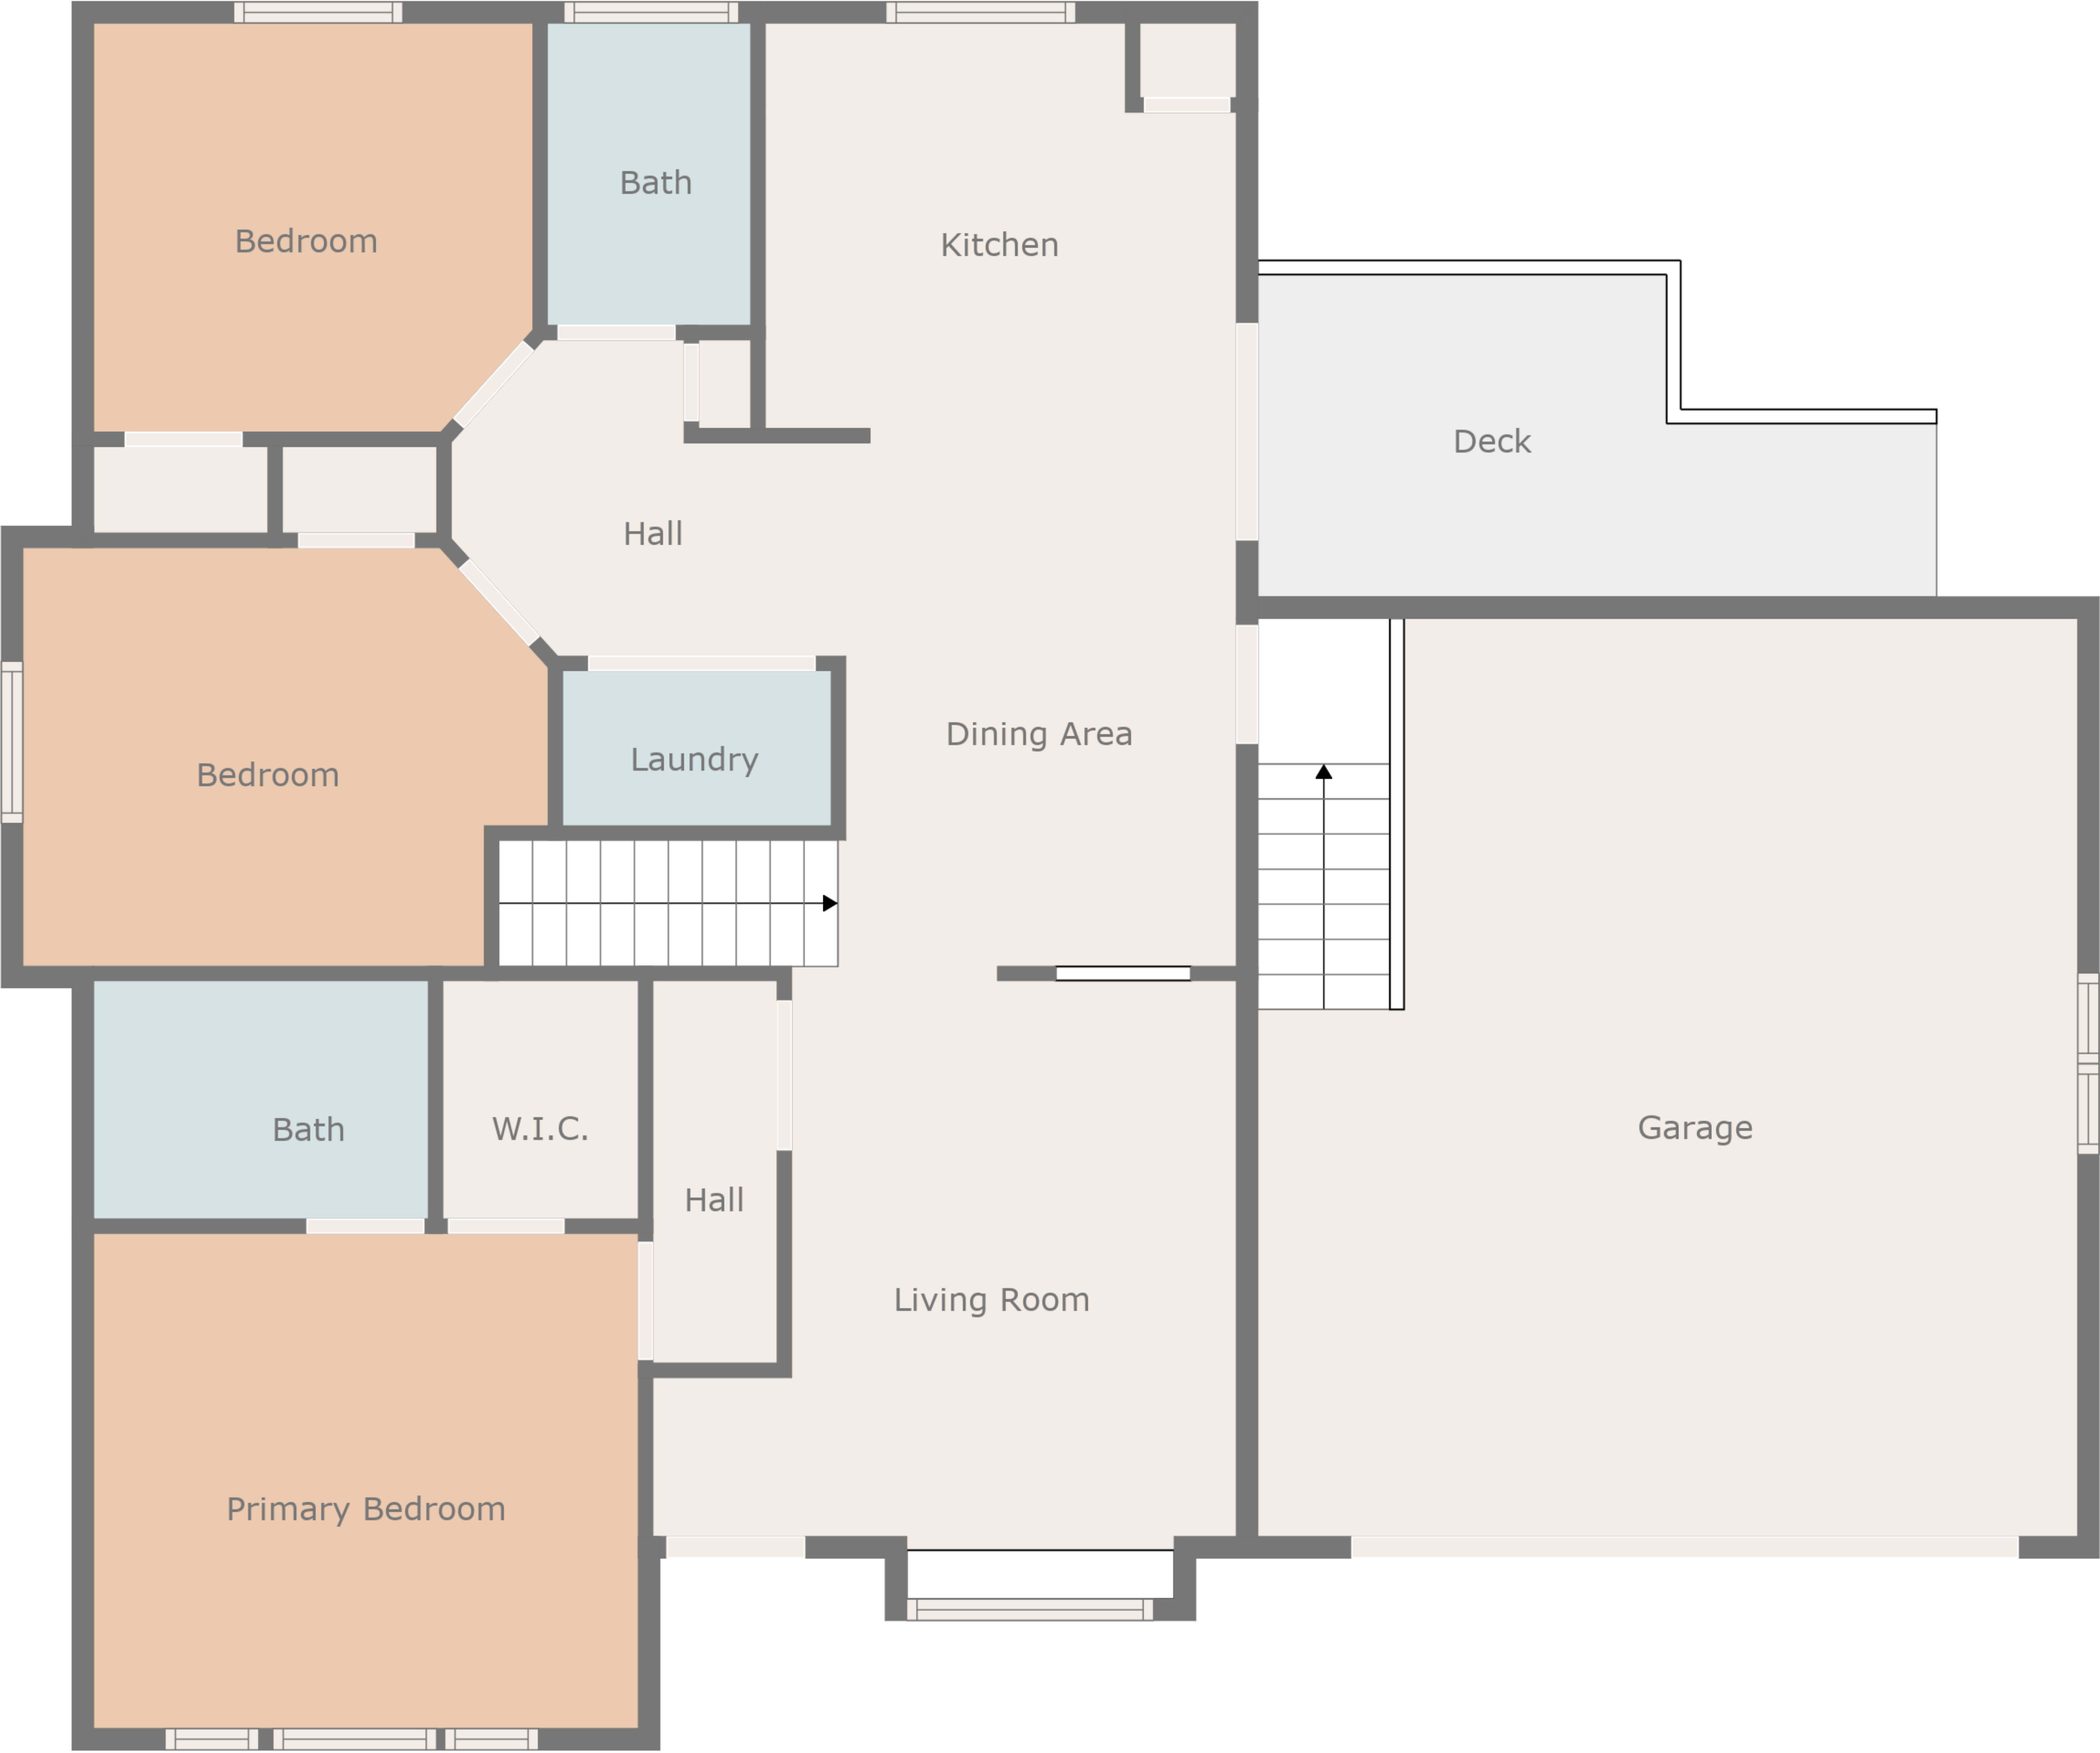 Bath
Bedroom
Kitchen
Deck
Hall
Dining Area
Laundry
Bedroom
Bath
W.I.C.
Garage
Hall
Living Room
Primary Bedroom